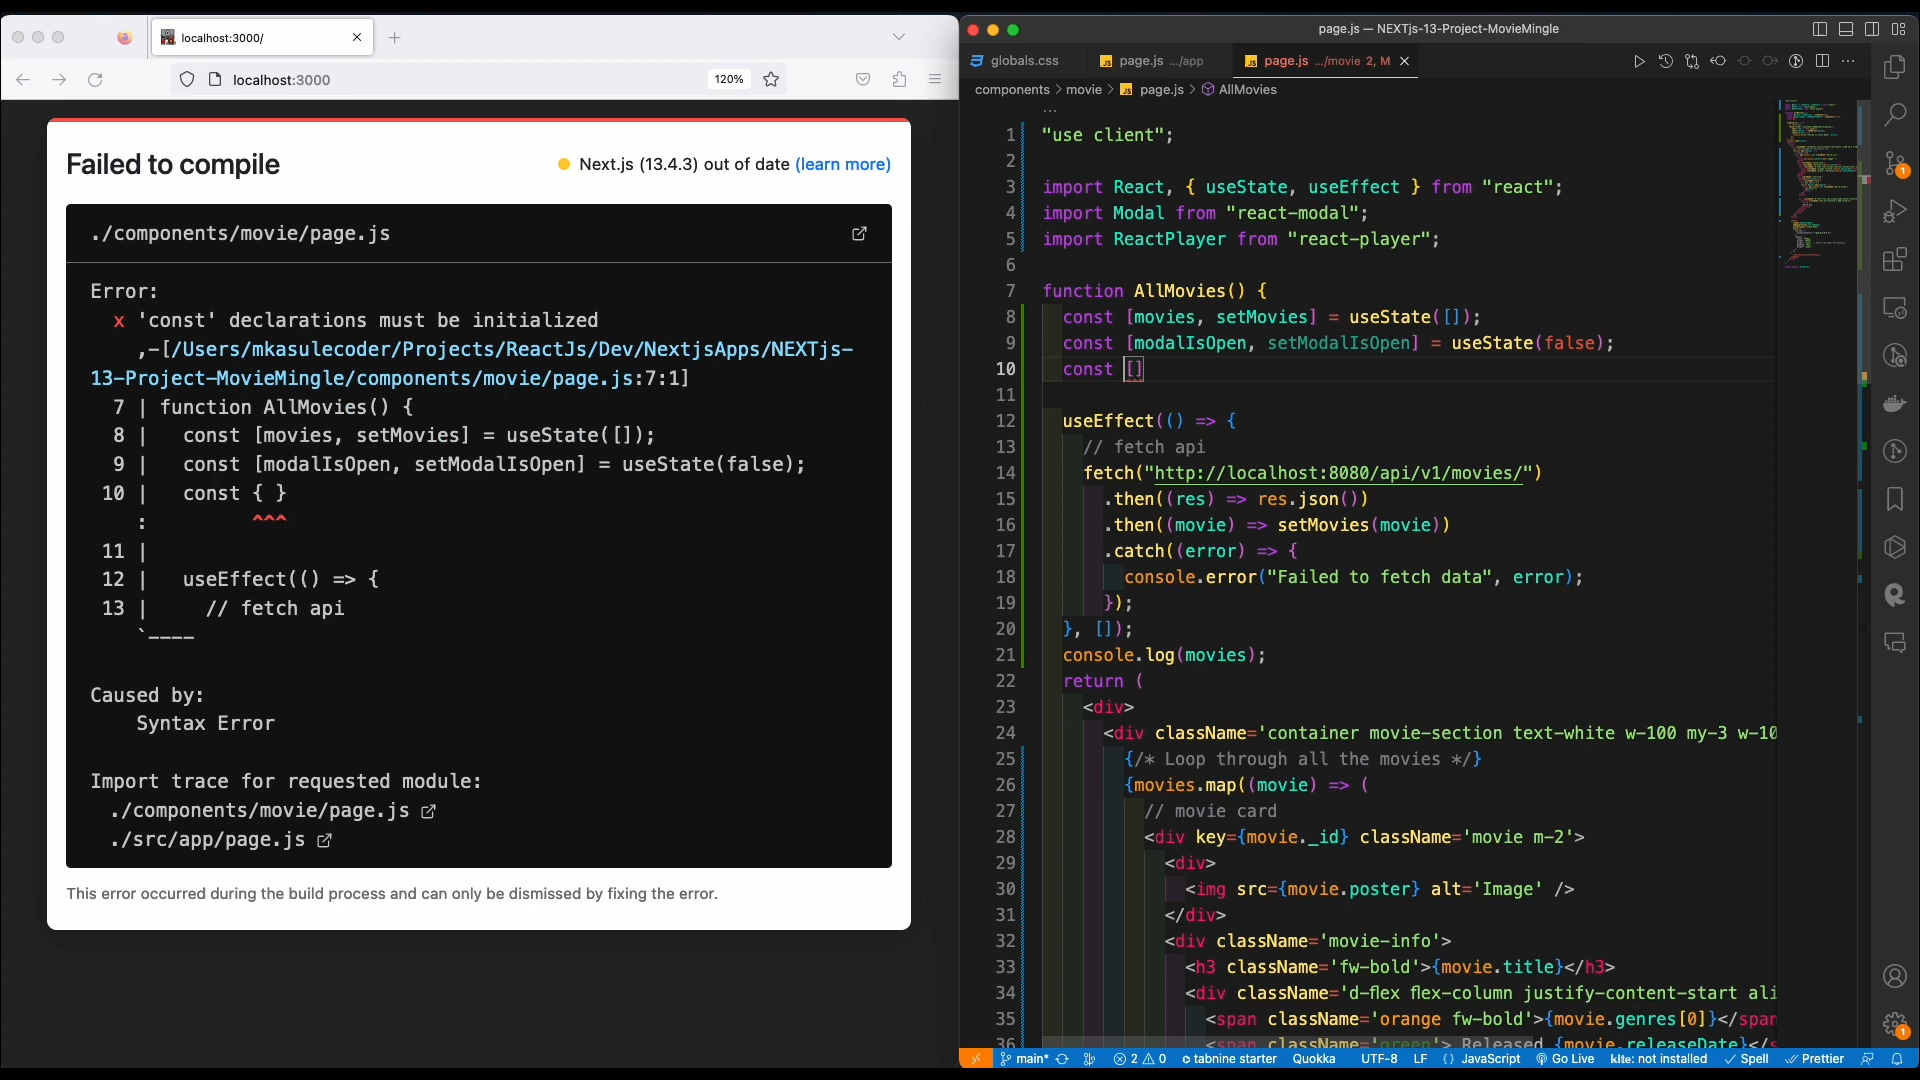 localhost:3000/
localhost:3000
120%
Failed to compile
Next.js (13.4.3) out of date (learn more)
./components/movie/page.js
Error:
x 'const' declarations must be initialized
,-[/Users/mkasulecoder/Projects/ReactJs/Dev/NextjsApps/NEXTjs-
13-Project-MovieMingle/components/movie/page.js:7:1]
7 | function AllMovies() {
8 | const [movies, setMovies] = useState([]);
9 | const [modalIsOpen, setModalIsOpen] = useState(false);
10 | const { }
: ^^^
11 |
12 | useEffect(() => {
13 | // fetch api
`----
Caused by:
Syntax Error
Import trace for requested module:
./components/movie/page.js
./src/app/page.js
This error occurred during the build process and can only be dismissed by fixing the error.
page.js — NEXTjs-13-Project-MovieMingle
globals.css
page.js .../app
page.js .../movie 2, M
components > movie > page.js > AllMovies
...
1 "use client";
2
3 import React, { useState, useEffect } from "react";
4 import Modal from "react-modal";
5 import ReactPlayer from "react-player";
6
7 function AllMovies() {
8 const [movies, setMovies] = useState([]);
9 const [modalIsOpen, setModalIsOpen] = useState(false);
10 const []
11
12 useEffect(() => {
13 // fetch api
14 fetch("http://localhost:8080/api/v1/movies/")
15 .then((res) => res.json())
16 .then((movie) => setMovies(movie))
17 .catch((error) => {
18 console.error("Failed to fetch data", error);
19 });
20 }, []);
21 console.log(movies);
22 return (
23 <div>
24 <div className='container movie-section text-white w-100 my-3 w-10
25 {/* Loop through all the movies */}
26 {movies.map((movie) => (
27 // movie card
28 <div key={movie._id} className='movie m-2'>
29 <div>
30 <img src={movie.poster} alt='Image' />
31 </div>
32 <div className='movie-info'>
33 <h3 className='fw-bold'>{movie.title}</h3>
34 <div className='d-flex flex-column justify-content-start ali
35 <span className='orange fw-bold'>{movie.genres[0]}</span
36 <span className='green'> Released {movie.releaseDate}</s
1
1
main* 2 0 tabnine starter Quokka UTF-8 LF {} JavaScript Go Live kite: not installed Spell Prettier